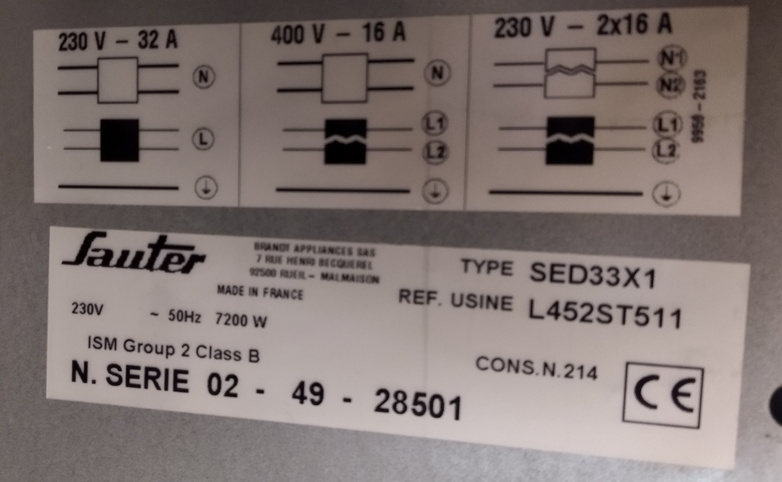 230 V - 32 A
N
L
400 V - 16 A
N
L1
L2
230 V - 2x16 A
N1
N2
L1
L2
9950-2163
Sauter
BRANDT APPLIANCES SAS
7 RUE HENRI BECQUEREL
92500 RUEIL - MALMAISON
MADE IN FRANCE
TYPE SED33X1
REF. USINE L452ST511
230V ~ 50Hz 7200 W
ISM Group 2 Class B
CONS.N.214
N. SERIE 02 - 49 - 28501
CE